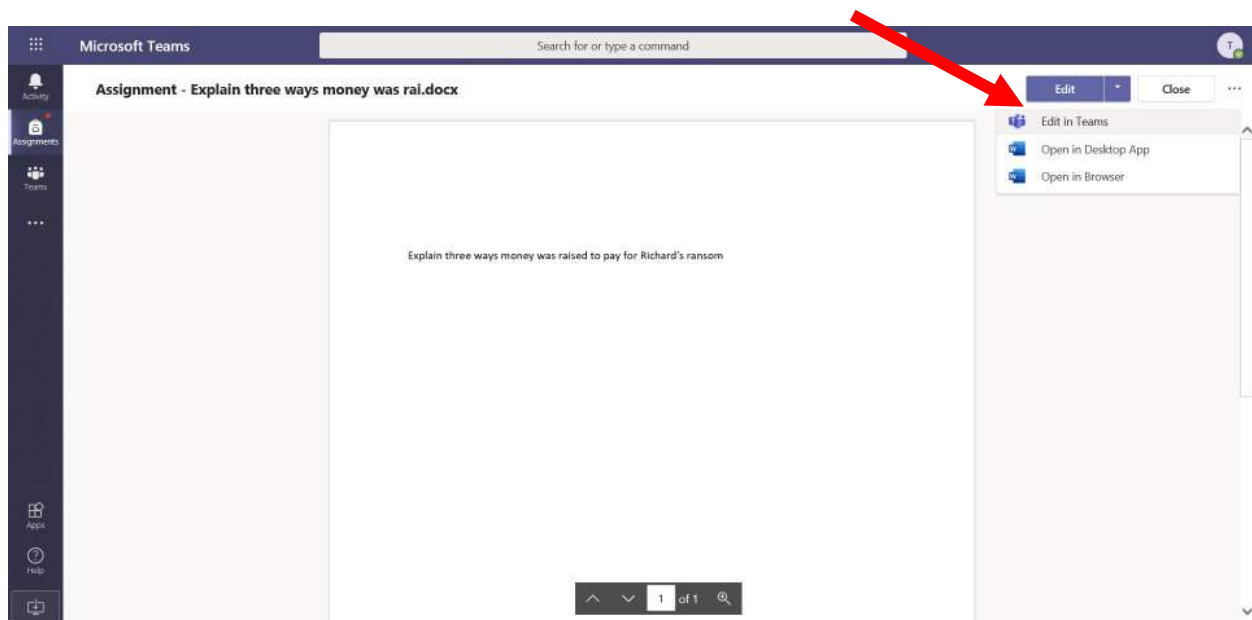 Microsoft Teams
Search for or type a command
T
Activity
Assignment - Explain three ways money was rai.docx
Edit
Close
Assignments
Edit in Teams
Open in Desktop App
Open in Browser
Teams
Explain three ways money was raised to pay for Richard's ransom
Apps
Help
1 of 1